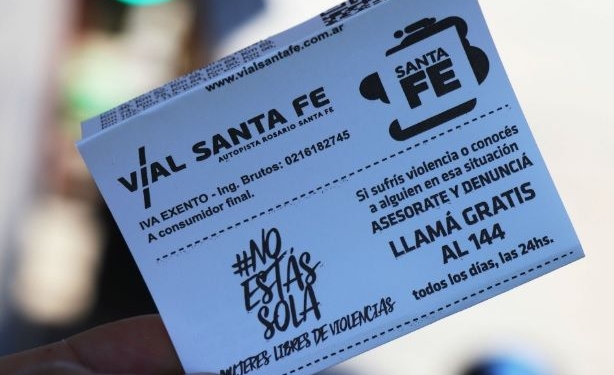 www.vialsantafe.com.ar
VIAL SANTA FE
AUTOPISTA ROSARIO SANTA FE
IVA EXENTO - Ing. Brutos: 0216182745
A consumidor final.
SANTA
FE
#NO
ESTÁS
SOLA
MUJERES LIBRES DE VIOLENCIAS
Si sufrís violencia o conocés
a alguien en esa situación
ASESORATE Y DENUNCIÁ
LLAMÁ GRATIS
AL 144
todos los días, las 24hs.